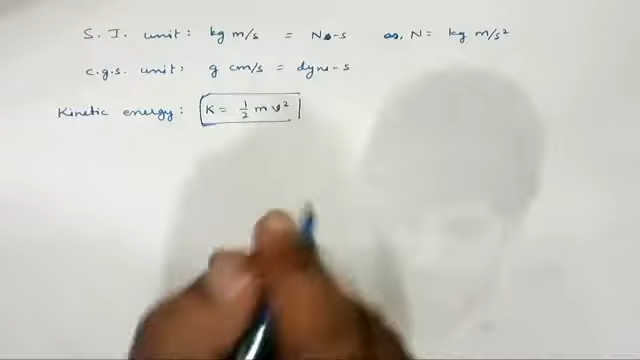 S. I. unit: kg m/s = N-s as, N = kg m/s²
c.g.s. unit: g cm/s = dyne-s
Kinetic energy: K = 1/2 m v²